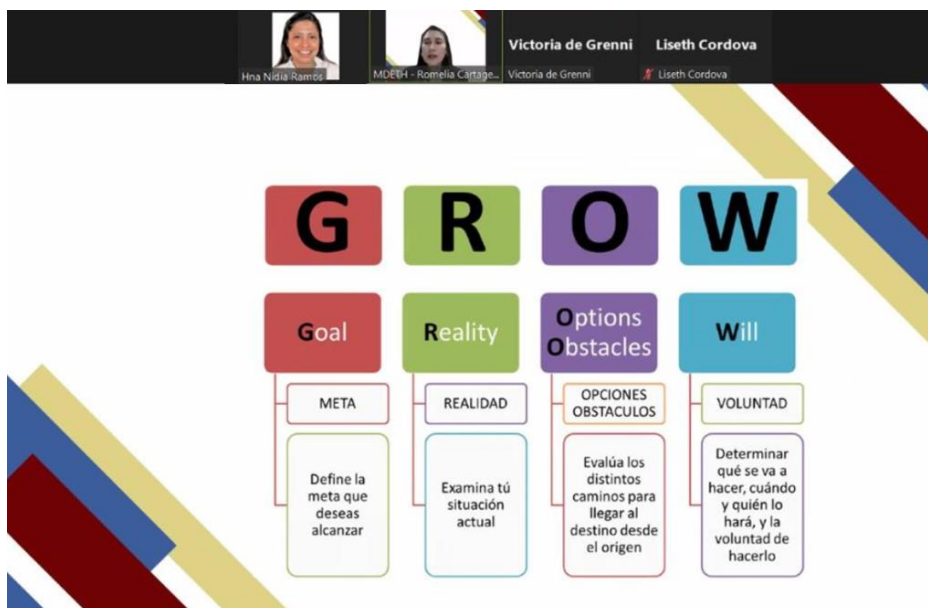 Victoria de Grenni
Liseth Cordova
Hna Nidia Ramos
MDETH - Romelia Cartage...
Victoria de Grenni
Liseth Cordova
G
R
O
W
Goal
Reality
Options
Obstacles
Will
META
REALIDAD
OPCIONES
OBSTACULOS
VOLUNTAD
Define la
meta que
deseas
alcanzar
Examina tú
situación
actual
Evalúa los
distintos
caminos para
llegar al
destino desde
el origen
Determinar
qué se va a
hacer, cuándo
y quién lo
hará, y la
voluntad de
hacerlo